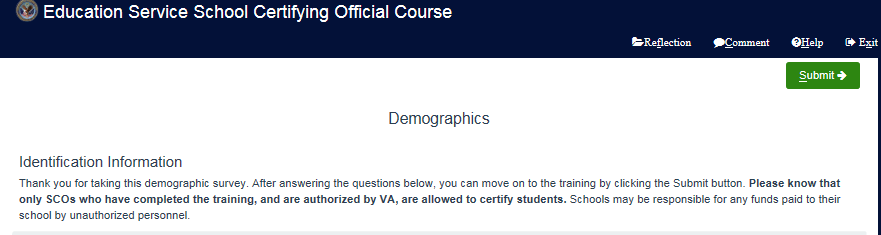 Education Service School Certifying Official Course
Reflection Comment Help Exit
Submit
Demographics
Identification Information
Thank you for taking this demographic survey. After answering the questions below, you can move on to the training by clicking the Submit button. Please know that
only SCOs who have completed the training, and are authorized by VA, are allowed to certify students. Schools may be responsible for any funds paid to their
school by unauthorized personnel.